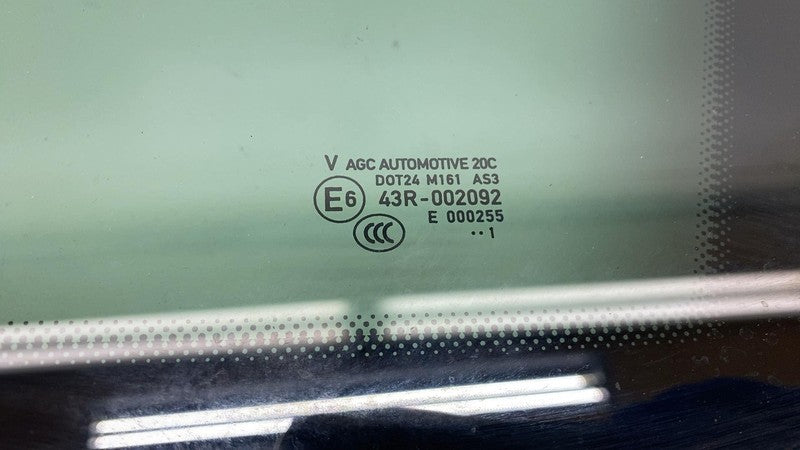 V AGC AUTOMOTIVE 20C
DOT24 M161 AS3
E6 43R-002092
E 000255
CCC ··1